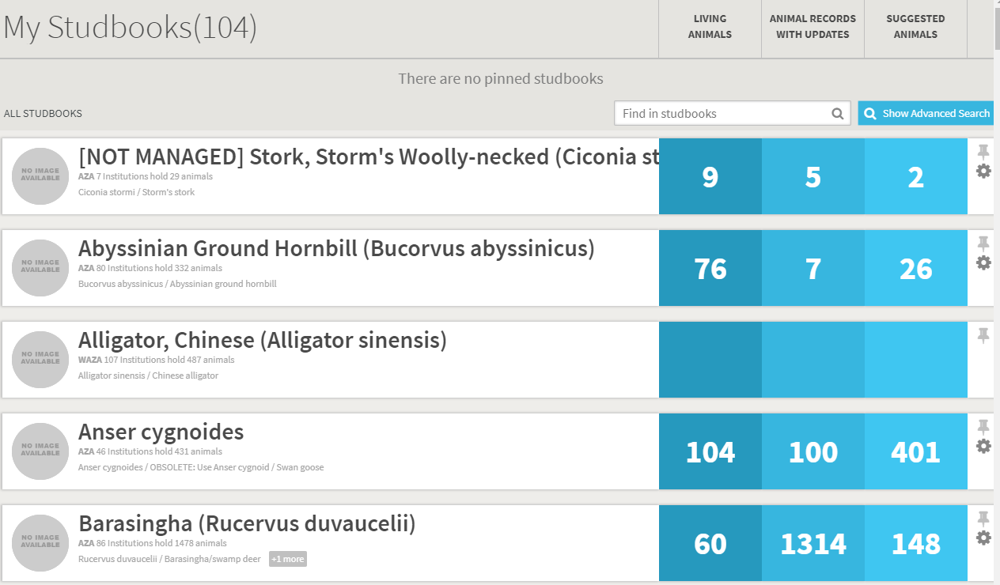 My Studbooks(104)
LIVING
ANIMALS
ANIMAL RECORDS
WITH UPDATES
SUGGESTED
ANIMALS
There are no pinned studbooks
ALL STUDBOOKS
Find in studbooks
Show Advanced Search
NO IMAGE
AVAILABLE
[NOT MANAGED] Stork, Storm's Woolly-necked (Ciconia st
AZA 7 Institutions hold 29 animals
Ciconia stormi / Storm's stork
9
5
2
NO IMAGE
AVAILABLE
Abyssinian Ground Hornbill (Bucorvus abyssinicus)
AZA 80 Institutions hold 332 animals
Bucorvus abyssinicus / Abyssinian ground hornbill
76
7
26
NO IMAGE
AVAILABLE
Alligator, Chinese (Alligator sinensis)
WAZA 107 Institutions hold 487 animals
Alligator sinensis / Chinese alligator
NO IMAGE
AVAILABLE
Anser cygnoides
AZA 46 Institutions hold 431 animals
Anser cygnoides / OBSOLETE: Use Anser cygnoid / Swan goose
104
100
401
NO IMAGE
AVAILABLE
Barasingha (Rucervus duvaucelii)
AZA 86 Institutions hold 1478 animals
Rucervus duvaucelii / Barasingha/swamp deer +1 more
60
1314
148